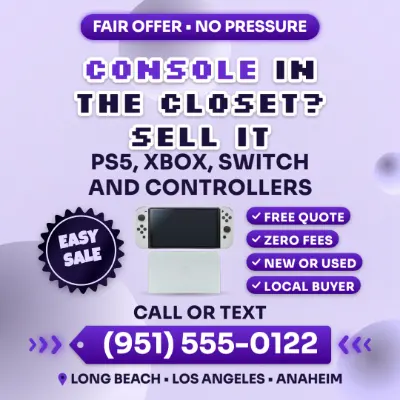 FAIR OFFER • NO PRESSURE
CONSOLE IN
THE CLOSET?
SELL IT
PS5, XBOX, SWITCH
AND CONTROLLERS
EASY
SALE
FREE QUOTE
ZERO FEES
NEW OR USED
LOCAL BUYER
CALL OR TEXT
(951) 555-0122
LONG BEACH • LOS ANGELES • ANAHEIM